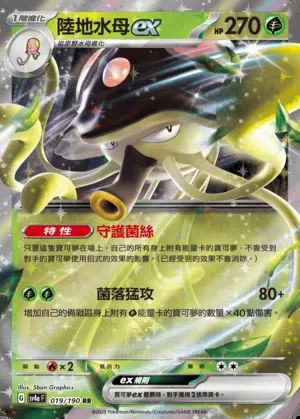 1階進化
陸地水母ex
HP270
從原野水母進化
特性 守護菌絲
只要這隻寶可夢在場上，自己的所有身上附有能量卡的寶可夢，不會受到
對手的寶可夢使用招式的效果的影響。（已經受到的效果不會消除。）
菌落猛攻 80+
增加自己的備戰區身上附有能量的寶可夢的數量×40點傷害。
弱點 ×2 抵抗力 撤退
Illus. 5ban Graphics
ex規則
寶可夢ex昏厥時，對手獲得2張獎賞卡。
G sv4a F 019/190 RR
©2023 Pokémon/Nintendo/Creatures/GAME FREAK.